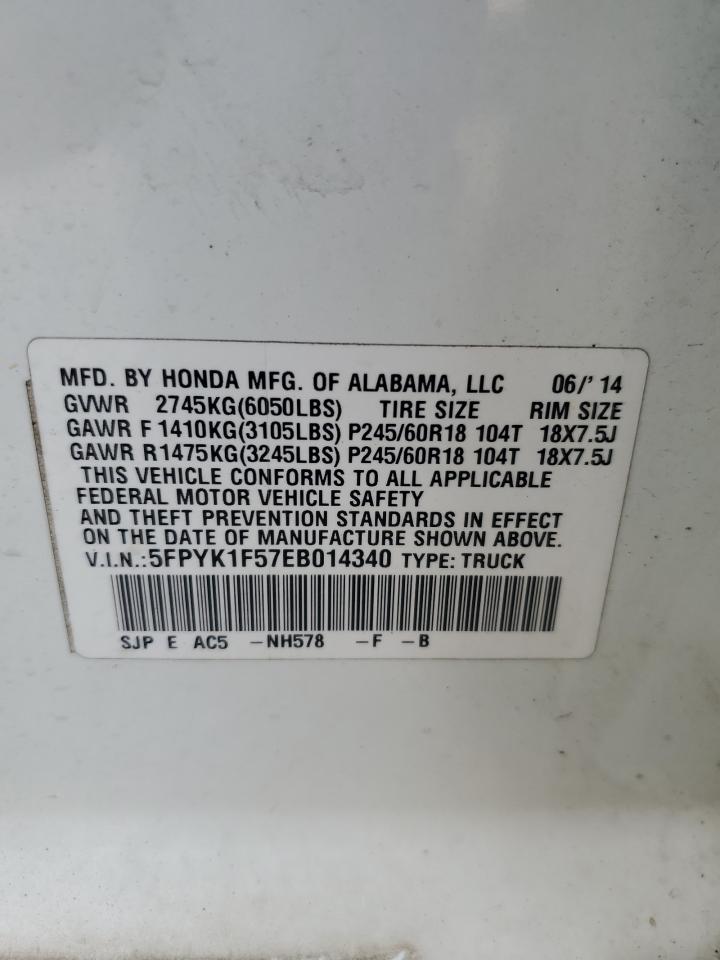 MFD. BY HONDA MFG. OF ALABAMA, LLC 06/'14
GVWR 2745KG(6050LBS) TIRE SIZE RIM SIZE
GAWR F 1410KG(3105LBS) P245/60R18 104T 18X7.5J
GAWR R1475KG(3245LBS) P245/60R18 104T 18X7.5J
THIS VEHICLE CONFORMS TO ALL APPLICABLE
FEDERAL MOTOR VEHICLE SAFETY
AND THEFT PREVENTION STANDARDS IN EFFECT
ON THE DATE OF MANUFACTURE SHOWN ABOVE.
V.I.N.:5FPYK1F57EB014340 TYPE: TRUCK
SJP E AC5 -NH578 -F -B